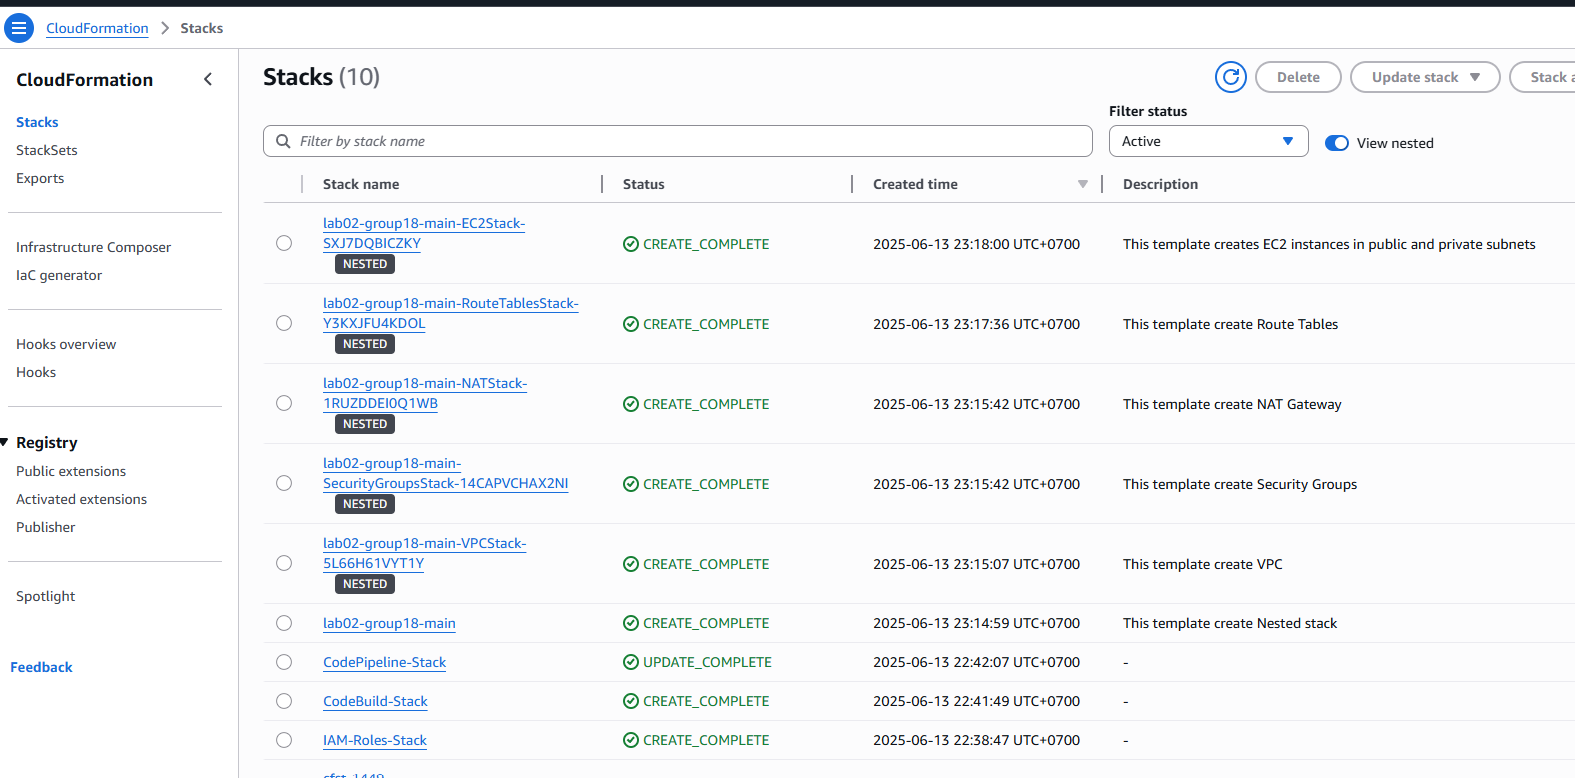 CloudFormation > Stacks
CloudFormation
Stacks
StackSets
Exports
Infrastructure Composer
IaC generator
Hooks overview
Hooks
Registry
Public extensions
Activated extensions
Publisher
Spotlight
Feedback
Stacks (10)
Delete
Update stack
Stack a
Filter status
Filter by stack name
Active
View nested
Stack name Status Created time Description
lab02-group18-main-EC2Stack-
SXJ7DQBICZKY
NESTED
CREATE_COMPLETE 2025-06-13 23:18:00 UTC+0700 This template creates EC2 instances in public and private subnets
lab02-group18-main-RouteTablesStack-
Y3KXJFU4KDOL
NESTED
CREATE_COMPLETE 2025-06-13 23:17:36 UTC+0700 This template create Route Tables
lab02-group18-main-NATStack-
1RUZDDEI0Q1WB
NESTED
CREATE_COMPLETE 2025-06-13 23:15:42 UTC+0700 This template create NAT Gateway
lab02-group18-main-
SecurityGroupsStack-14CAPVCHAX2NI
NESTED
CREATE_COMPLETE 2025-06-13 23:15:42 UTC+0700 This template create Security Groups
lab02-group18-main-VPCStack-
5L66H61VYT1Y
NESTED
CREATE_COMPLETE 2025-06-13 23:15:07 UTC+0700 This template create VPC
lab02-group18-main CREATE_COMPLETE 2025-06-13 23:14:59 UTC+0700 This template create Nested stack
CodePipeline-Stack UPDATE_COMPLETE 2025-06-13 22:42:07 UTC+0700 -
CodeBuild-Stack CREATE_COMPLETE 2025-06-13 22:41:49 UTC+0700 -
IAM-Roles-Stack CREATE_COMPLETE 2025-06-13 22:38:47 UTC+0700 -